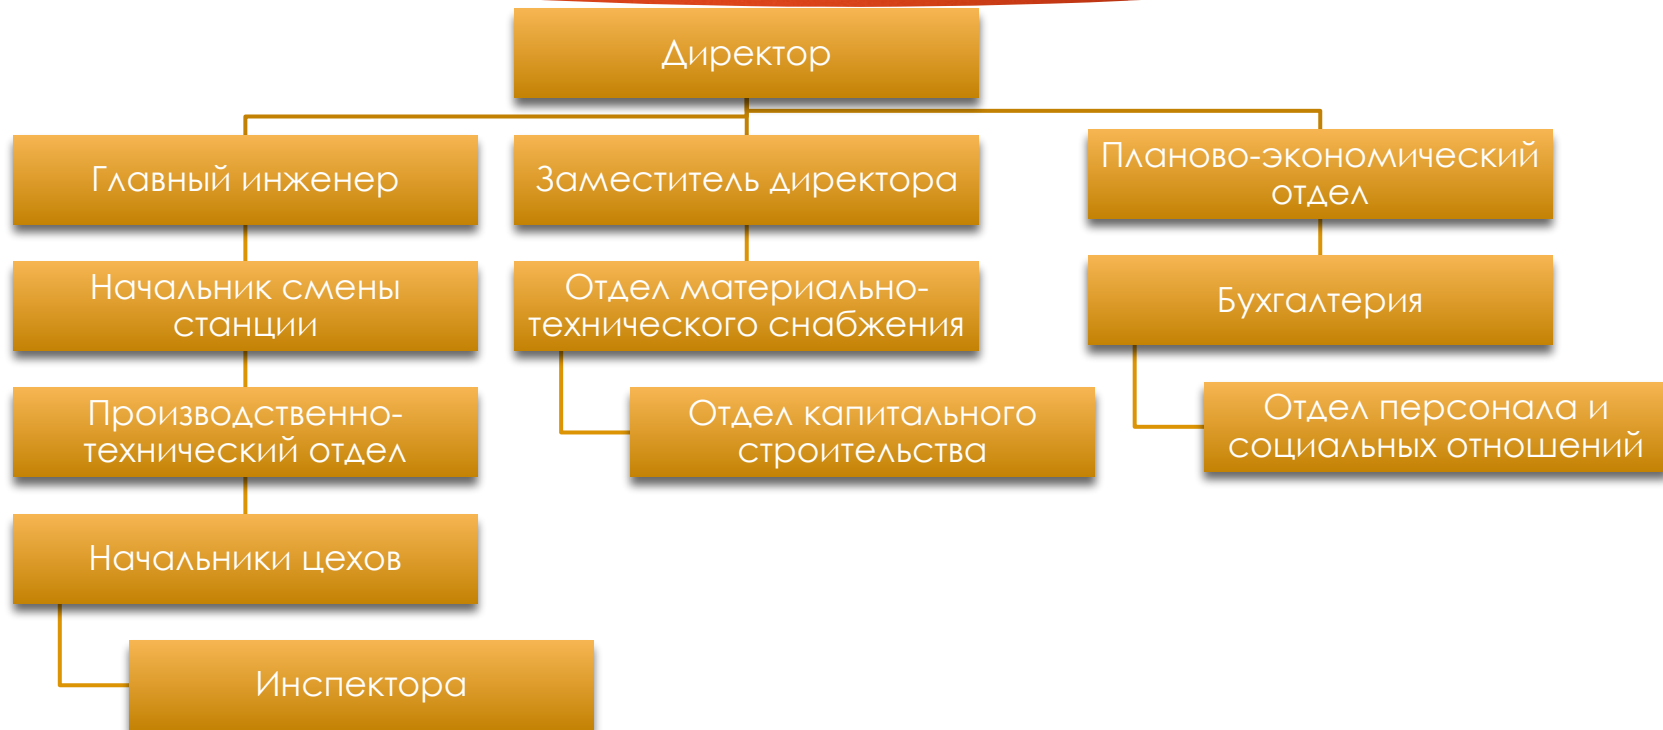 Директор
Главный инженер
Заместитель директора
Планово-экономический
отдел
Начальник смены
станции
Отдел материально-
технического снабжения
Бухгалтерия
Производственно-
технический отдел
Отдел капитального
строительства
Отдел персонала и
социальных отношений
Начальники цехов
Инспектора